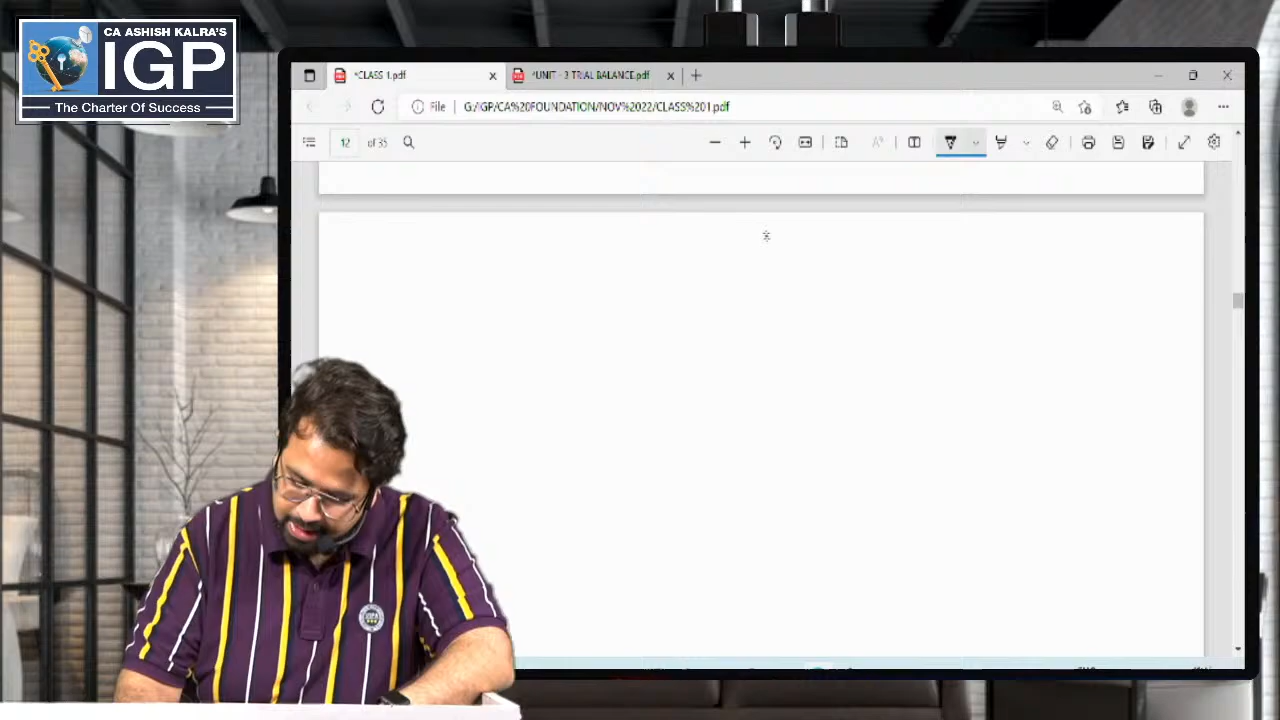 CA ASHISH KALRA'S
IGP
The Charter Of Success
*CLASS 1.pdf
*UNIT - 3 TRIAL BALANCE.pdf
File
G:/IGP/CA%20FOUNDATION/NOV%2022/CLASS%201.pdf
12 of 35